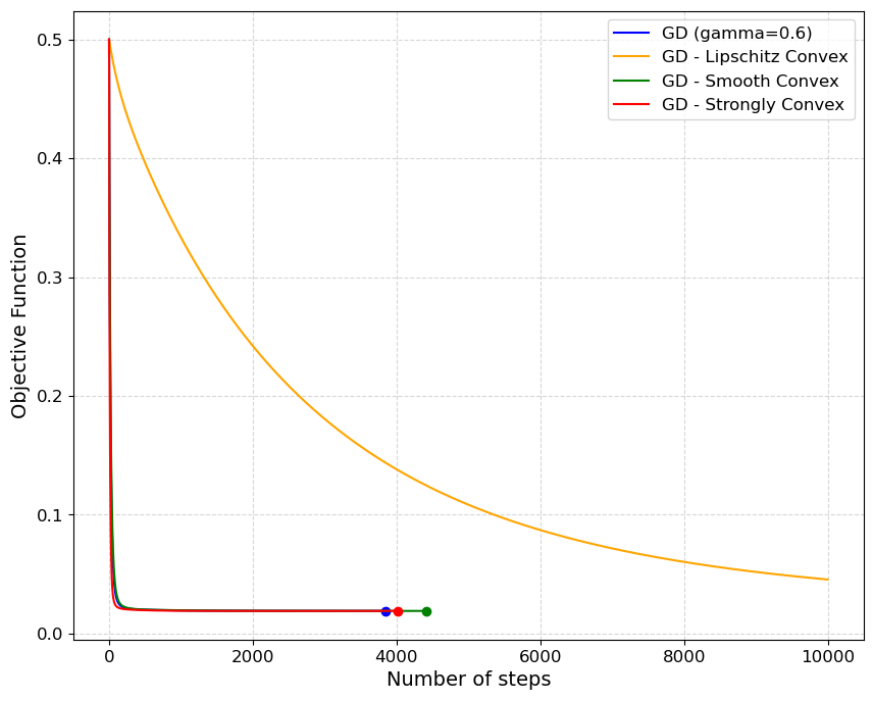 GD (gamma=0.6)
GD - Lipschitz Convex
GD - Smooth Convex
GD - Strongly Convex
Objective Function
0.5
0.4
0.3
0.2
0.1
0.0
0 2000 4000 6000 8000 10000
Number of steps